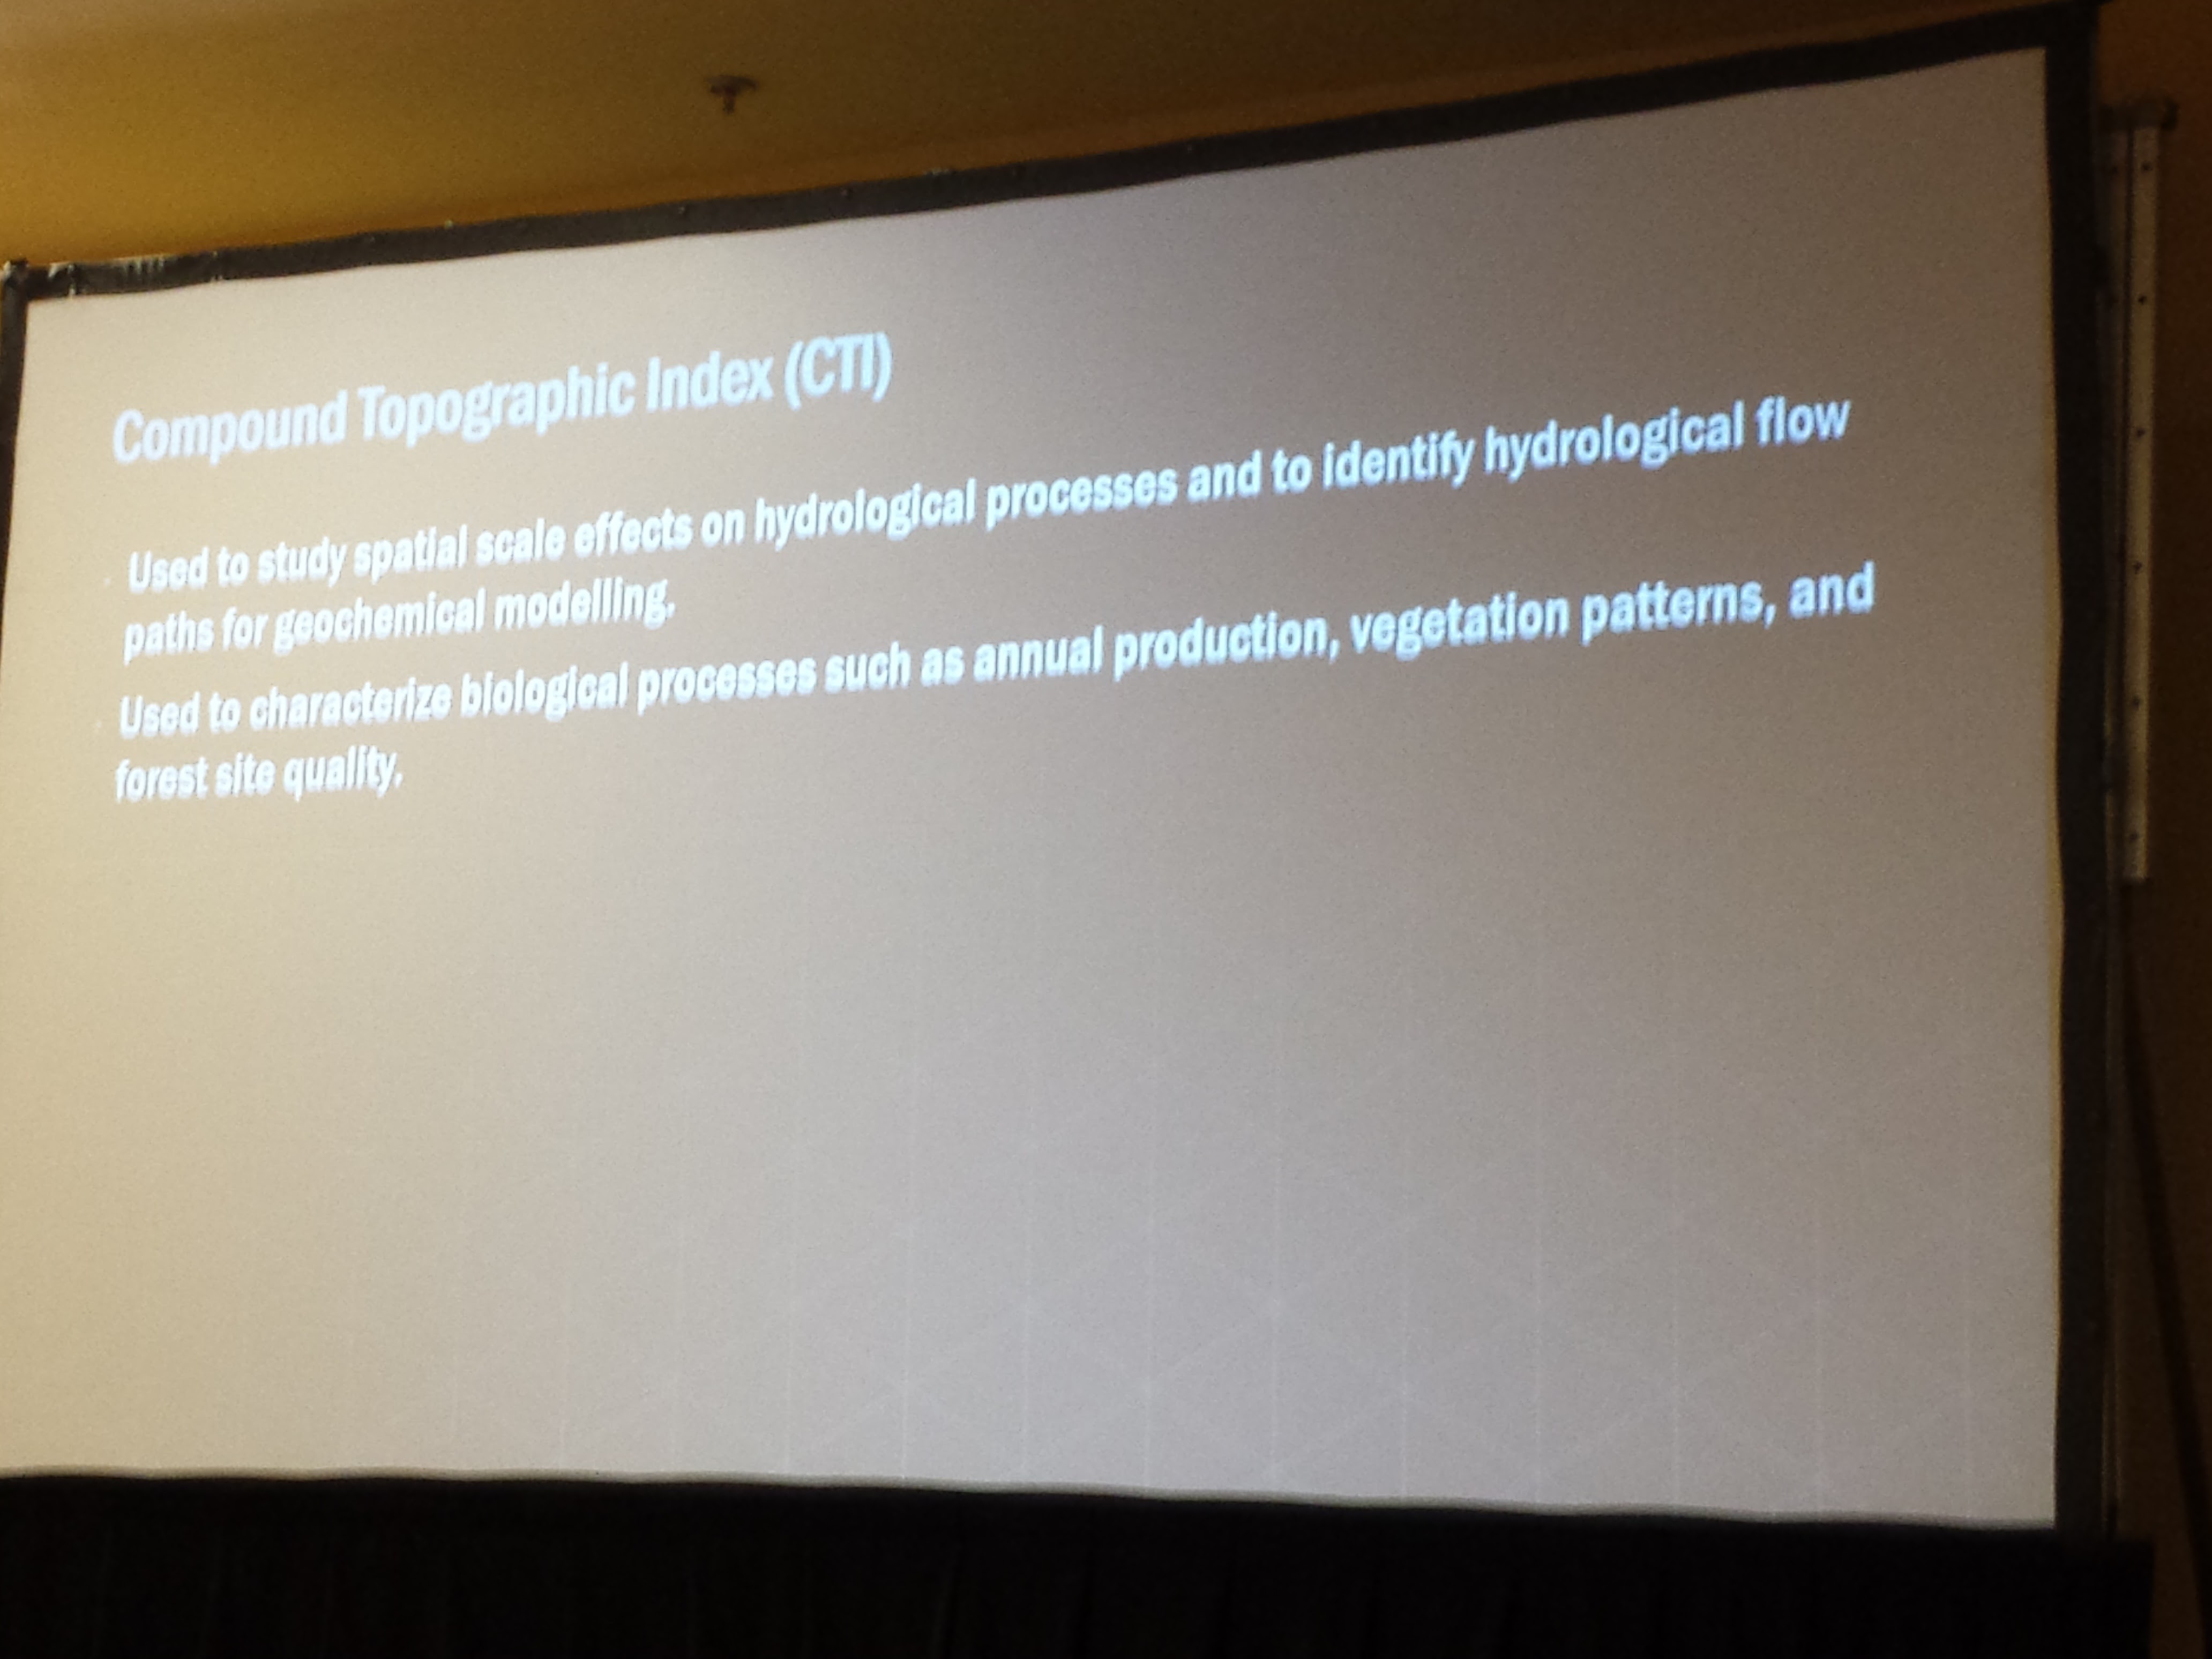 Compound Topographic Index (CTI)
Used to study spatial scale effects on hydrological processes and to identify hydrological flow
paths for geochemical modelling.
Used to characterize biological processes such as annual production, vegetation patterns, and
forest site quality.